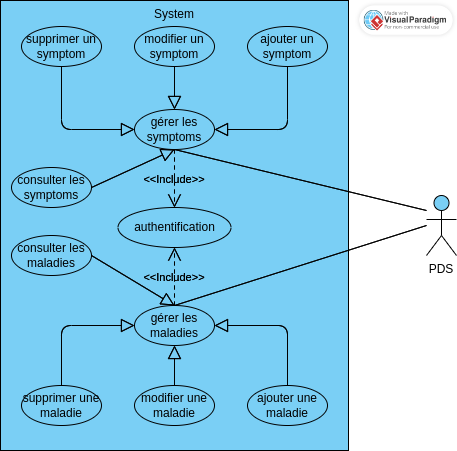 System
Made with
Visual Paradigm
For non-commercial use
supprimer un
symptom
modifier un
symptom
ajouter un
symptom
gérer les
symptoms
<<Include>>
consulter les
symptoms
authentification
PDS
consulter les
maladies
<<Include>>
gérer les
maladies
supprimer une
maladie
modifier une
maladie
ajouter une
maladie